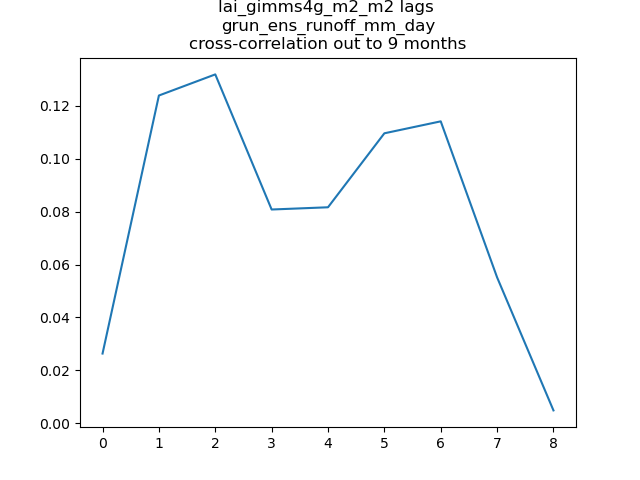 lai_gimms4g_m2_m2 lags
grun_ens_runoff_mm_day
cross-correlation out to 9 months
0.12
0.10
0.08
0.06
0.04
0.02
0.00
0 1 2 3 4 5 6 7 8